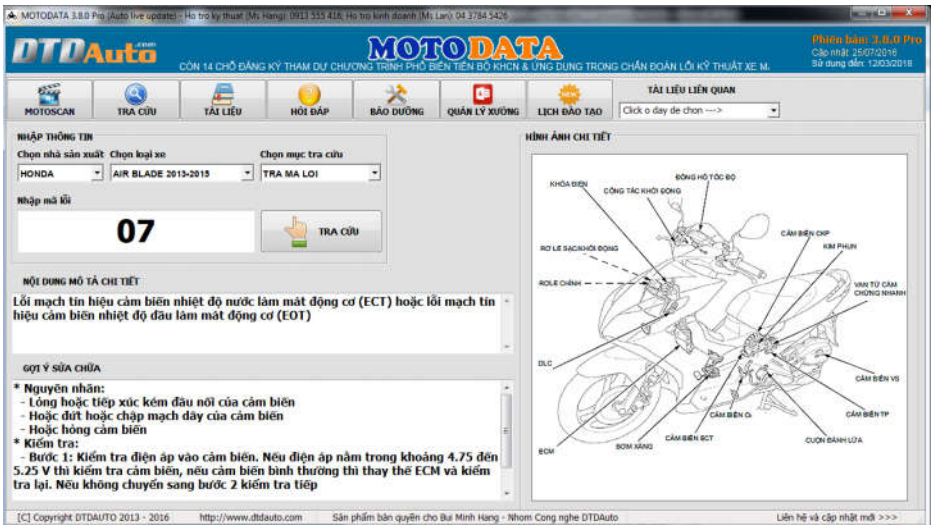 MOTODATA 3.8.0 Pro (Auto live update) - Ho tro ky thuat (Ms Hang): 0913 555 416; Ho tro kinh doanh (Ms Lan): 04 3784 5426
DTDAuto.com
MOTODATA
CÒN 14 CHỖ ĐĂNG KÝ THAM DỰ CHƯƠNG TRÌNH PHỔ BIẾN TIẾN BỘ KHCN & ỨNG DỤNG TRONG CHẨN ĐOÁN LỖI KỸ THUẬT XE M
Phiên bản: 3.8.0 Pro
Cập nhật: 25/07/2016
Sử dụng đến: 12/03/2018
MOTOSCAN
TRA CỨU
TÀI LIỆU
HỎI ĐÁP
BẢO DƯỠNG
QUẢN LÝ XƯỞNG
NEW
LỊCH ĐÀO TẠO
TÀI LIỆU LIÊN QUAN
Click o day de chon --->
NHẬP THÔNG TIN
Chọn nhà sản xuất Chọn loại xe Chọn mục tra cứu
HONDA AIR BLADE 2013-2015 TRA MA LOI
Nhập mã lỗi
07
TRA CỨU
NỘI DUNG MÔ TẢ CHI TIẾT
Lỗi mạch tín hiệu cảm biến nhiệt độ nước làm mát động cơ (ECT) hoặc lỗi mạch tín
hiệu cảm biến nhiệt độ dầu làm mát động cơ (EOT)
GỢI Ý SỬA CHỮA
* Nguyên nhân:
- Lỏng hoặc tiếp xúc kém đầu nối của cảm biến
- Hoặc đứt hoặc chập mạch dây của cảm biến
- Hoặc hỏng cảm biến
* Kiểm tra:
- Bước 1: Kiểm tra điện áp vào cảm biến. Nếu điện áp nằm trong khoảng 4.75 đến
5.25 V thì kiểm tra cảm biến, nếu cảm biến bình thường thì thay thế ECM và kiểm
tra lại. Nếu không chuyển sang bước 2 kiểm tra tiếp
HÌNH ẢNH CHI TIẾT
ĐỒNG HỒ TỐC ĐỘ
KHÓA ĐIỆN
CÔNG TẮC KHỞI ĐỘNG
CẢM BIẾN CKP
KIM PHUN
RƠ LE SẠC/KHỞI ĐỘNG
RƠLE CHÍNH
VAN TỪ CẦM
CHỪNG NHANH
DLC
CẢM BIẾN VS
CẢM BIẾN TP
CẢM BIẾN O₂
CẢM BIẾN ECT
CUỘN ĐÁNH LỬA
BƠM XĂNG
ECM
[C] Copyright DTDAUTO 2013 - 2016 http://www.dtdauto.com Sản phẩm bản quyền cho Bui Minh Hang - Nhom Cong nghe DTDAuto Liên hệ và cập nhật mới >>>